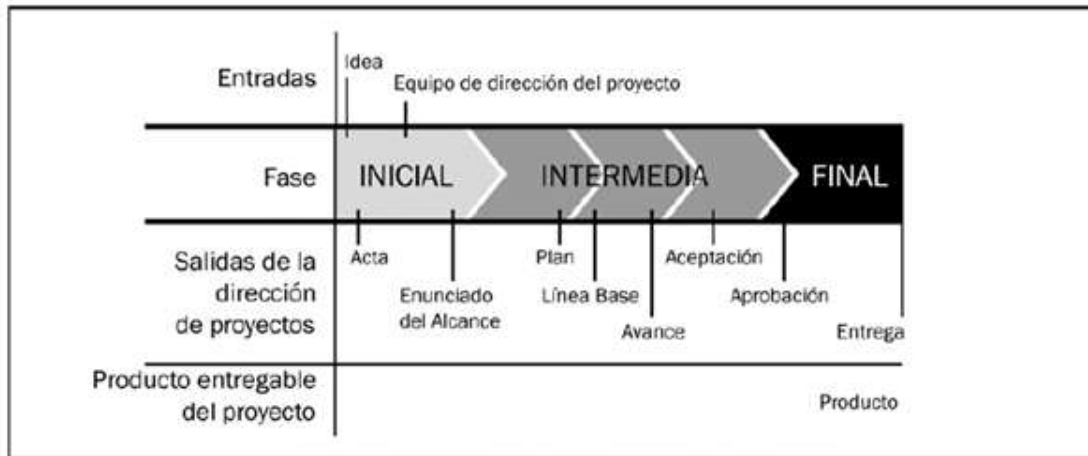 Idea
Entradas
Equipo de dirección del proyecto
Fase
INICIAL
INTERMEDIA
FINAL
Acta
Plan
Aceptación
Salidas de la
dirección
de proyectos
Enunciado
del Alcance
Línea Base
Aprobación
Avance
Entrega
Producto entregable
del proyecto
Producto